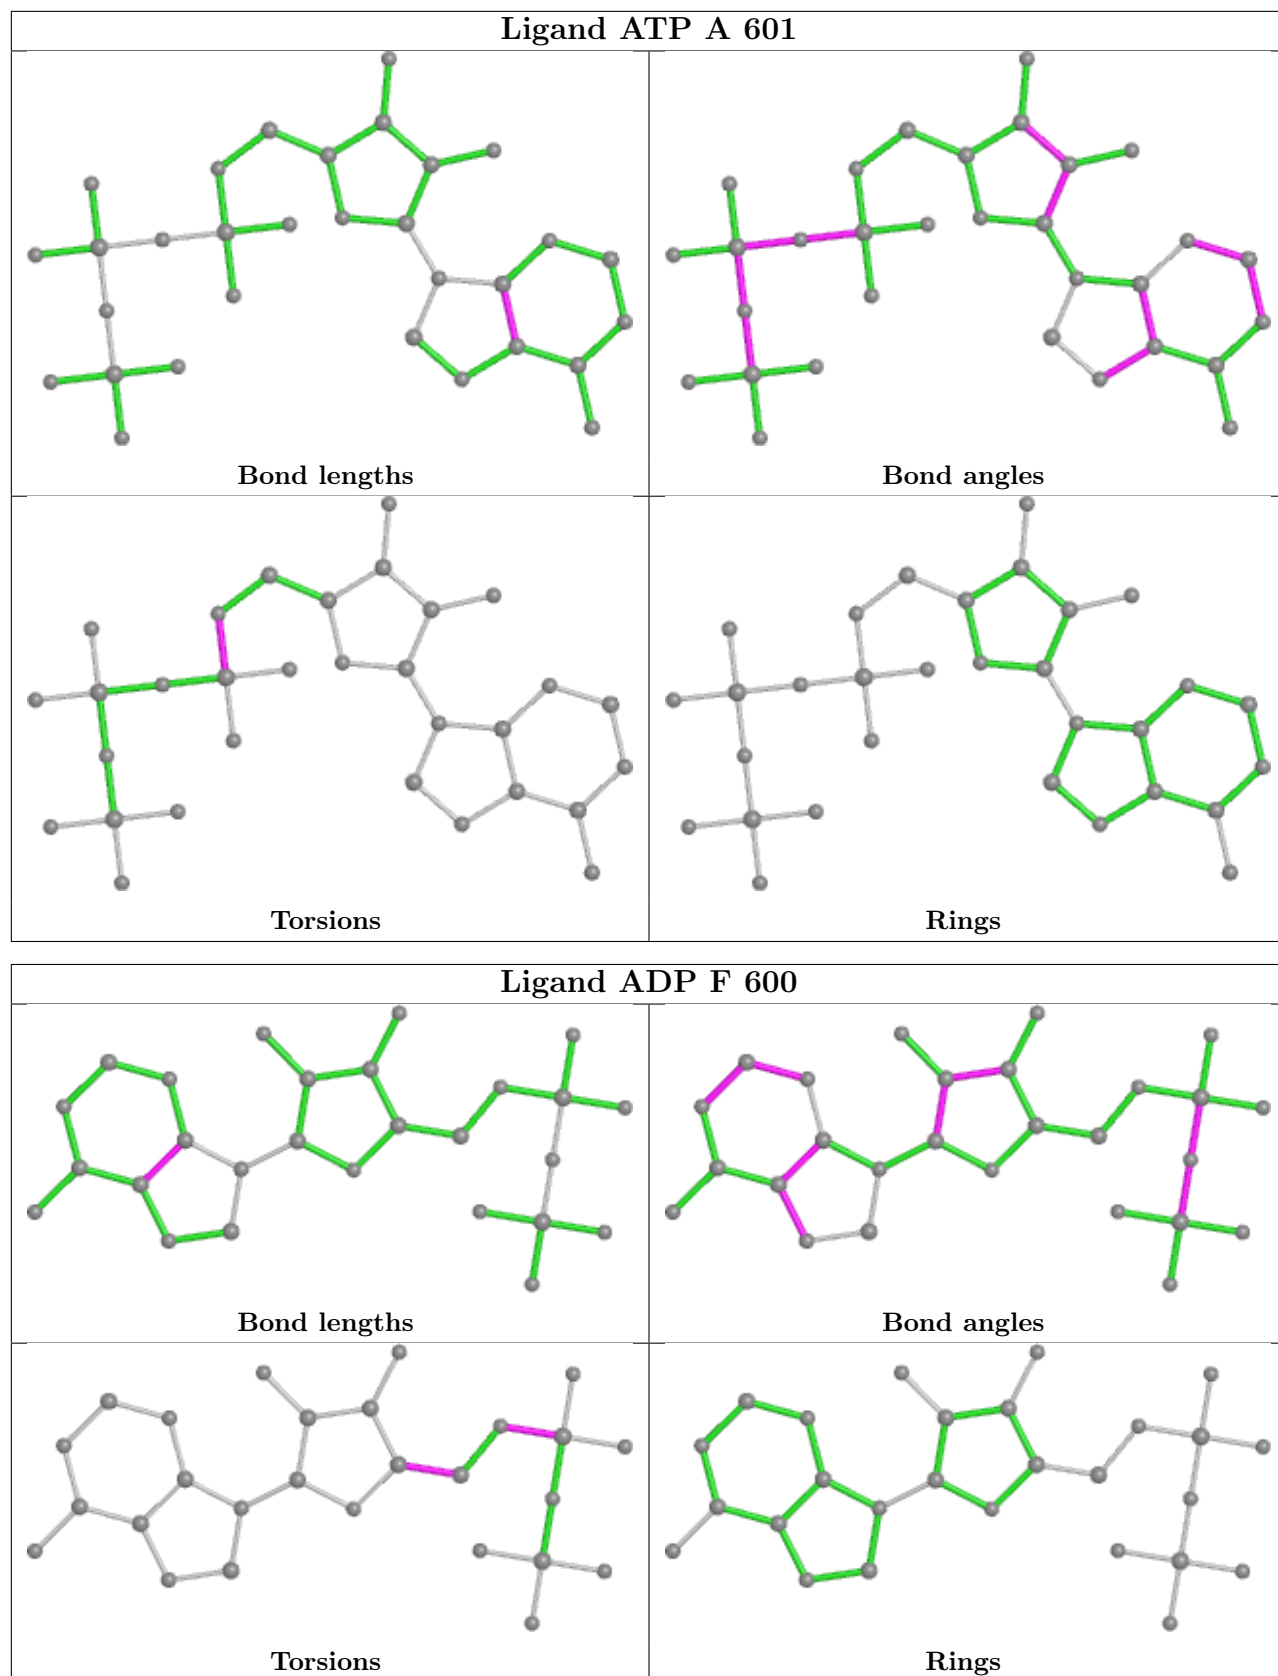 Ligand ATP A 601
Bond lengths
Bond angles
Torsions
Rings
Ligand ADP F 600
Bond lengths
Bond angles
Torsions
Rings